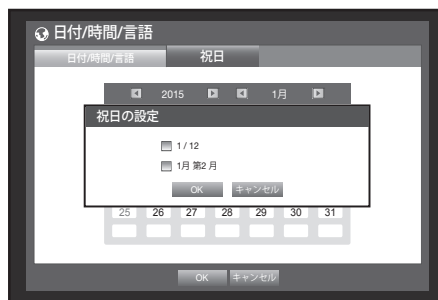 日付/時間/言語
日付/時間/言語 祝日
2015 1月
祝日の設定
1 / 12
1月 第2 月
OK キャンセル
25 26 27 28 29 30 31
OK キャンセル